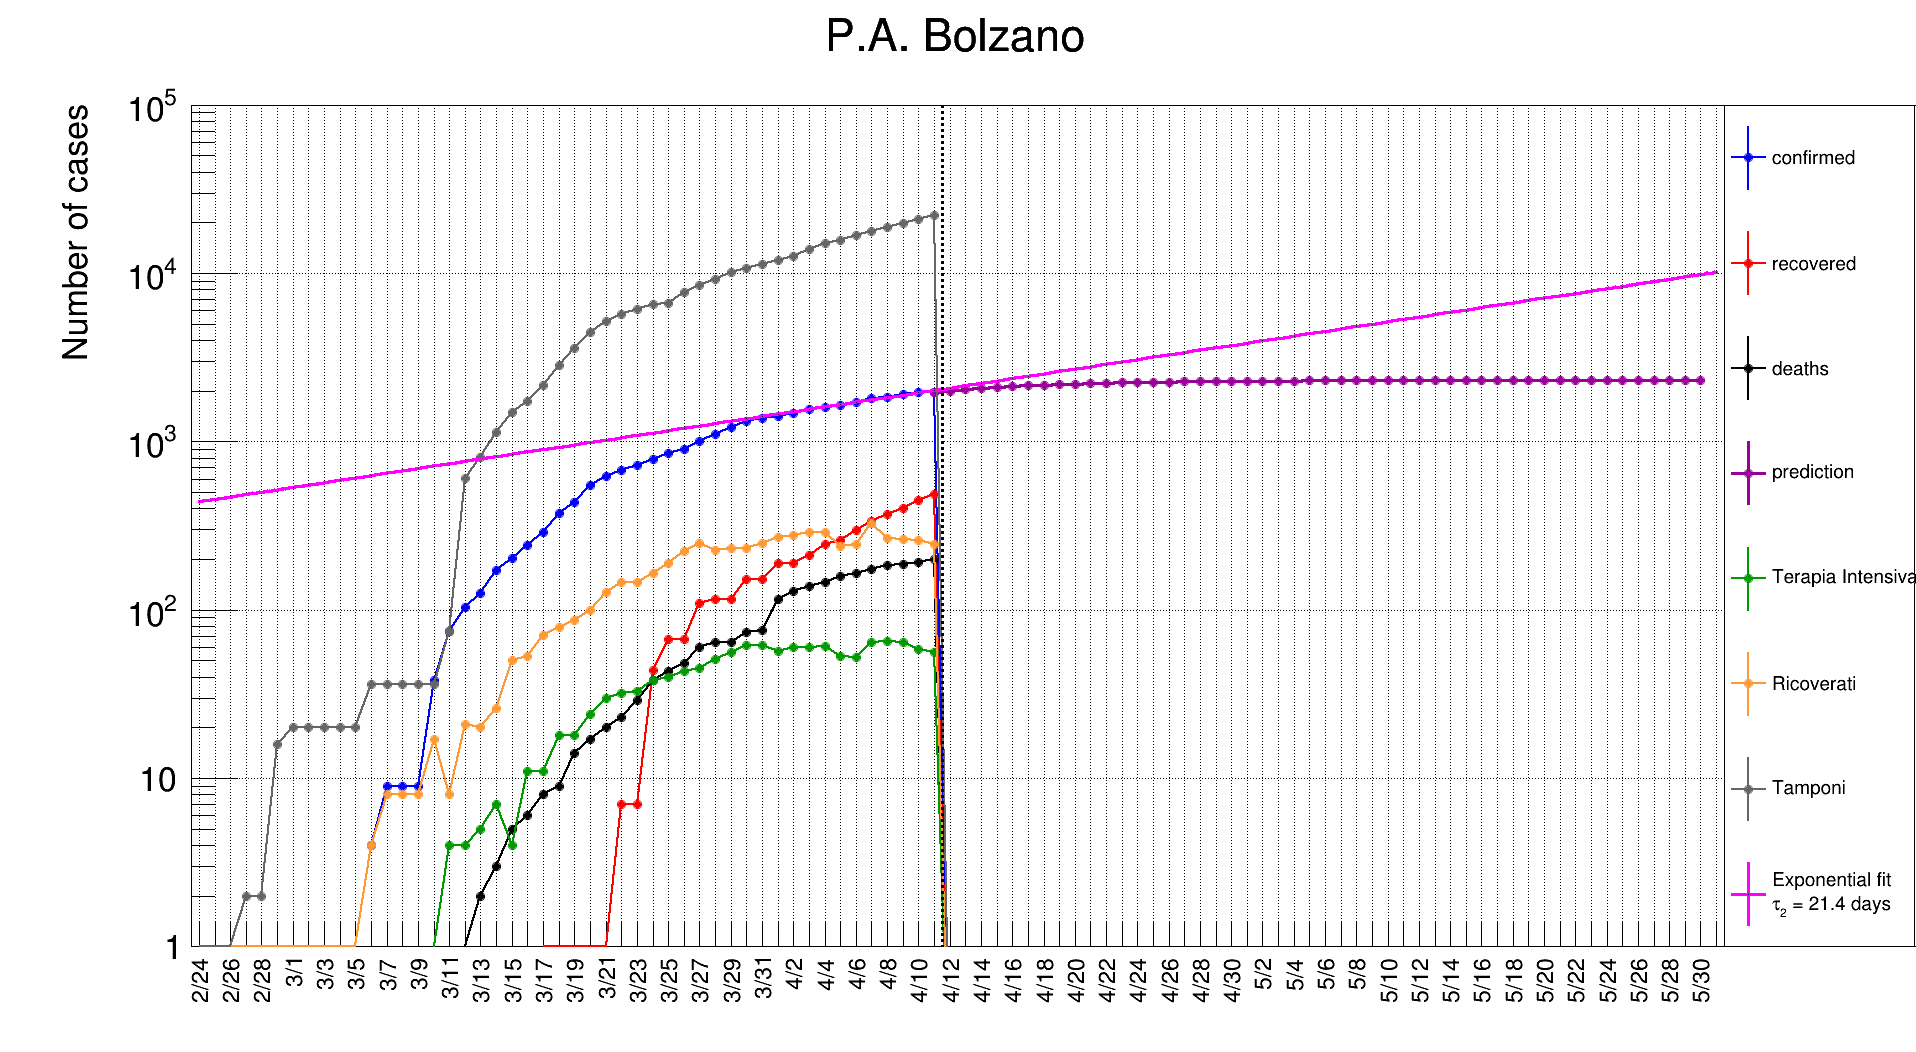 P.A. Bolzano
Number of cases
10^5
10^4
10^3
10^2
10
1
2/24 2/26 2/28 3/1 3/3 3/5 3/7 3/9 3/11 3/13 3/15 3/17 3/19 3/21 3/23 3/25 3/27 3/29 3/31 4/2 4/4 4/6 4/8 4/10 4/12 4/14 4/16 4/18 4/20 4/22 4/24 4/26 4/28 4/30 5/2 5/4 5/6 5/8 5/10 5/12 5/14 5/16 5/18 5/20 5/22 5/24 5/26 5/28 5/30
confirmed
recovered
deaths
prediction
Terapia Intensiva
Ricoverati
Tamponi
Exponential fit
τ_2 = 21.4 days